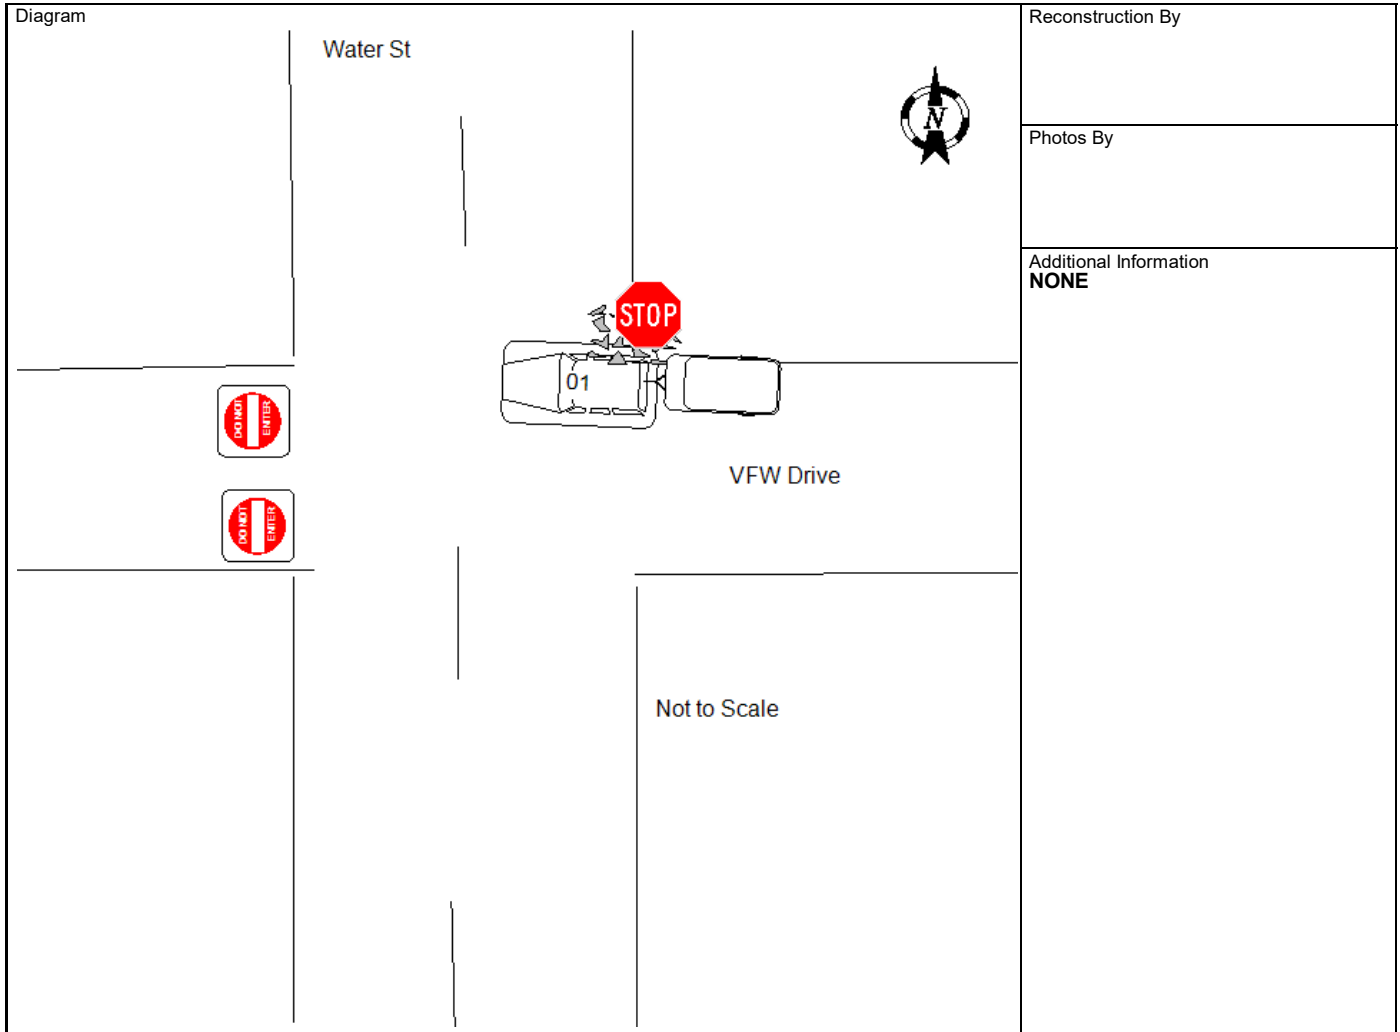 Diagram
Water St
N
STOP
01
DO NOT
ENTER
VFW Drive
DO NOT
ENTER
Not to Scale
Reconstruction By
Photos By
Additional Information
NONE